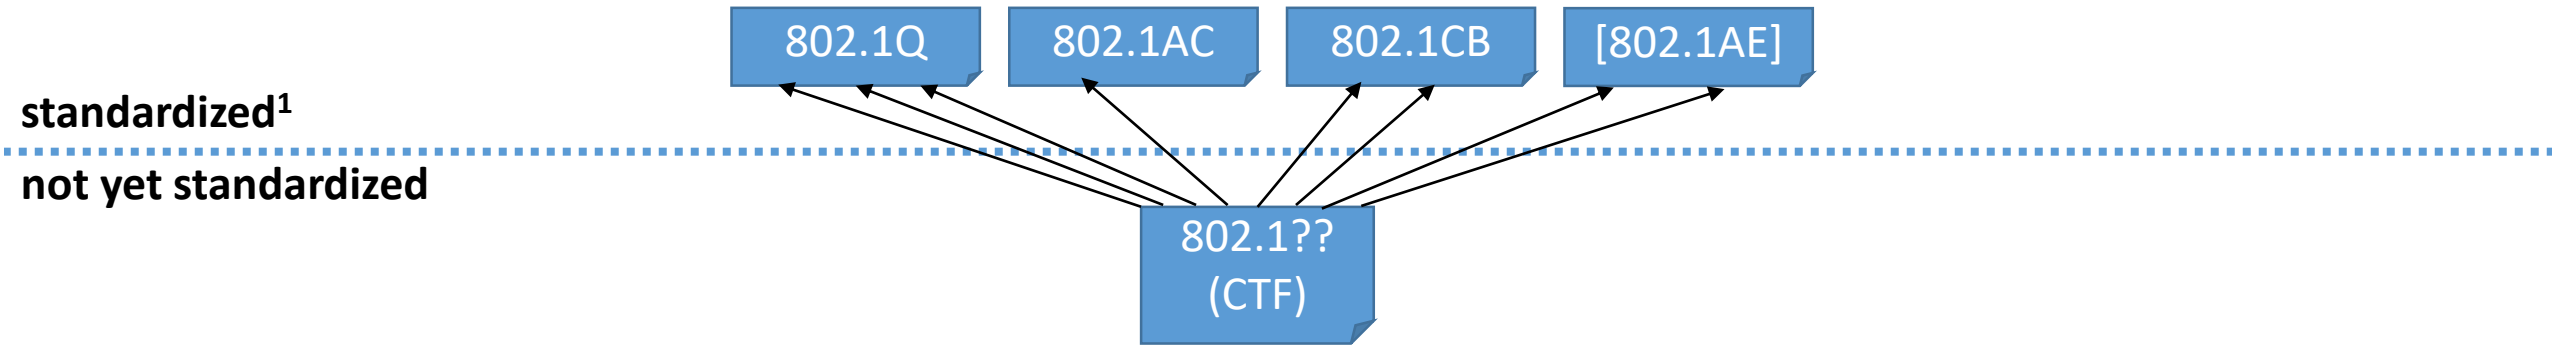 802.1Q
802.1AC
802.1CB
[802.1AE]
standardized¹
not yet standardized
802.1??
(CTF)